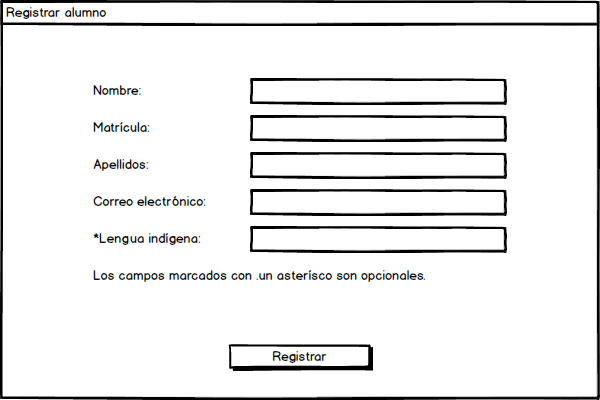 Registrar alumno
Nombre:
Matrícula:
Apellidos:
Correo electrónico:
*Lengua indígena:
Los campos marcados con .un asterísco son opcionales.
Registrar